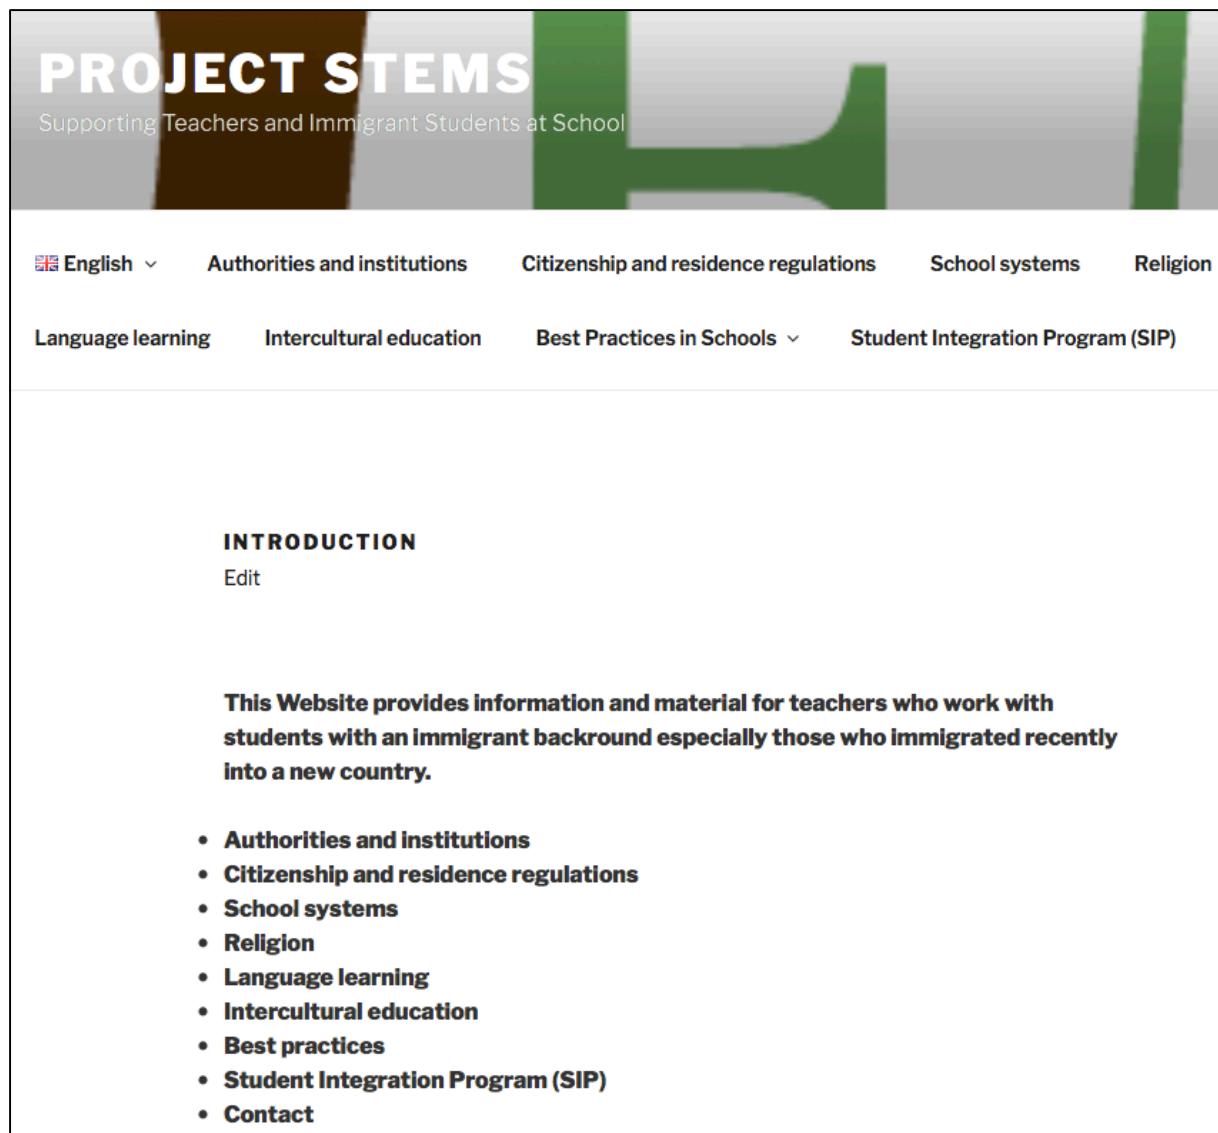 PROJECT STEMS
Supporting Teachers and Immigrant Students at School
English
Authorities and institutions
Citizenship and residence regulations
School systems
Religion
Language learning
Intercultural education
Best Practices in Schools
Student Integration Program (SIP)
INTRODUCTION
Edit
This Website provides information and material for teachers who work with
students with an immigrant backround especially those who immigrated recently
into a new country.
Authorities and institutions
Citizenship and residence regulations
School systems
Religion
Language learning
Intercultural education
Best practices
Student Integration Program (SIP)
Contact